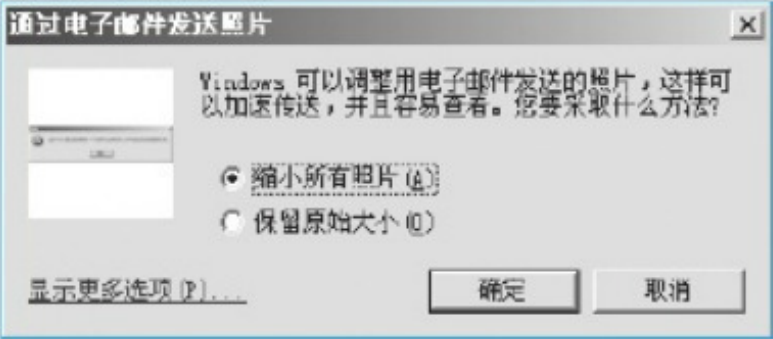 通过电子邮件发送照片
Windows 可以调整用电子邮件发送的照片，这样可
以加速传送，并且容易查看。您要采取什么方法?
缩小所有照片(A)
保留原始大小(O)
显示更多选项(P)...
确定
取消